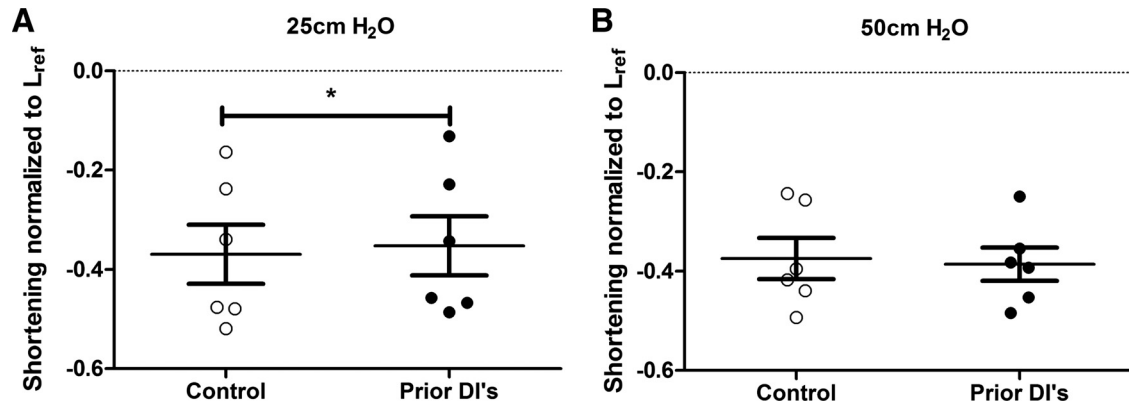 A
25cm H₂O
Shortening normalized to Lref
0.0
-0.2
-0.4
-0.6
*
Control
Prior DI's
B
50cm H₂O
Shortening normalized to Lref
0.0
-0.2
-0.4
-0.6
Control
Prior DI's